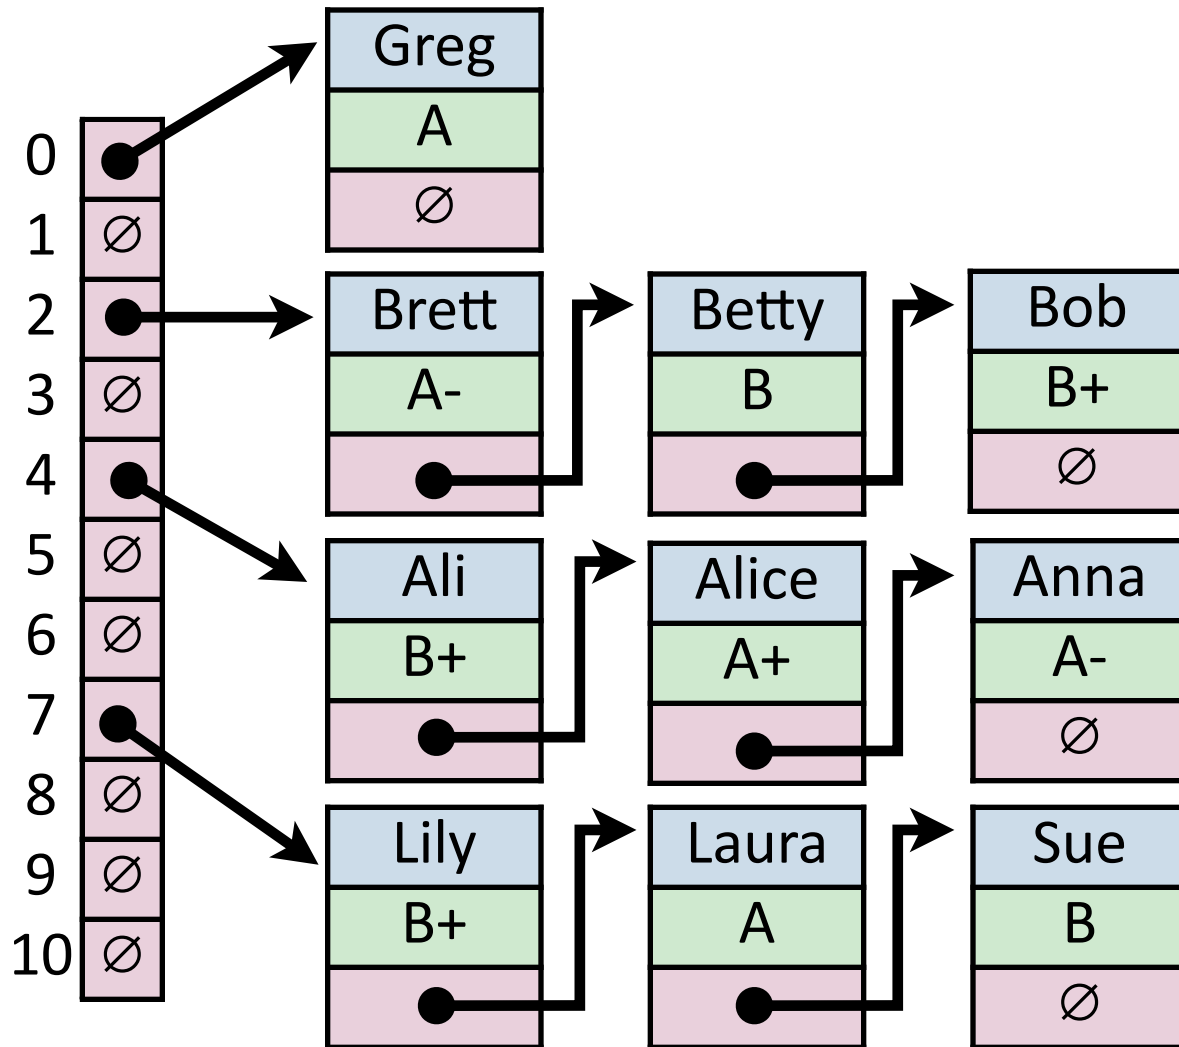 Greg
A
∅
0
1 ∅
2
3 ∅
4
5 ∅
6 ∅
7
8 ∅
9 ∅
10 ∅
Brett Betty Bob
A- B B+
∅
Ali Alice Anna
B+ A+ A-
∅
Lily Laura Sue
B+ A B
∅